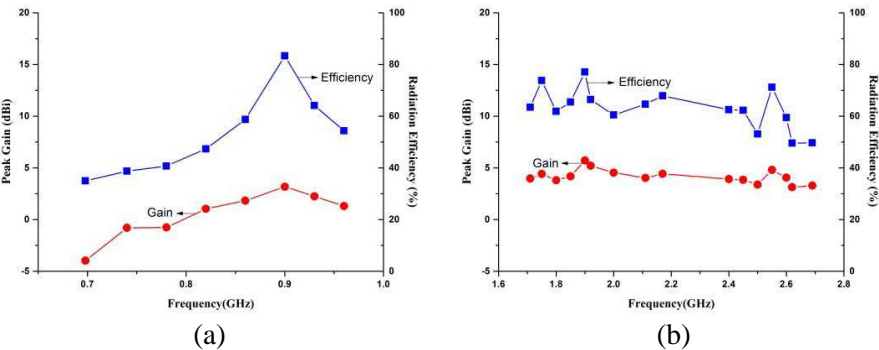 20
15
10
5
0
-5
Peak Gain (dBi)
100
80
60
40
20
0
Radiation Efficiency (%)
Efficiency
Gain
0.7
0.8
0.9
1.0
Frequency(GHz)
(a)
20
15
10
5
0
-5
Peak Gain (dBi)
100
80
60
40
20
0
Radiation Efficiency (%)
Efficiency
Gain
1.6
1.8
2.0
2.2
2.4
2.6
2.8
Frequency(GHz)
(b)